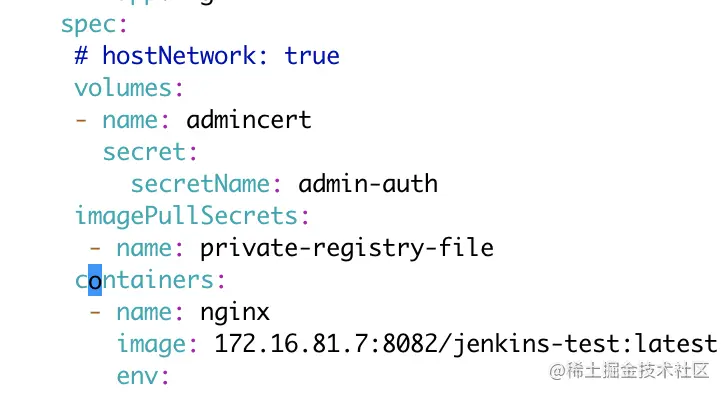 spec:
# hostNetwork: true
volumes:
- name: admincert
secret:
secretName: admin-auth
imagePullSecrets:
- name: private-registry-file
containers:
- name: nginx
image: 172.16.81.7:8082/jenkins-test:latest
env:
@稀土掘金技术社区